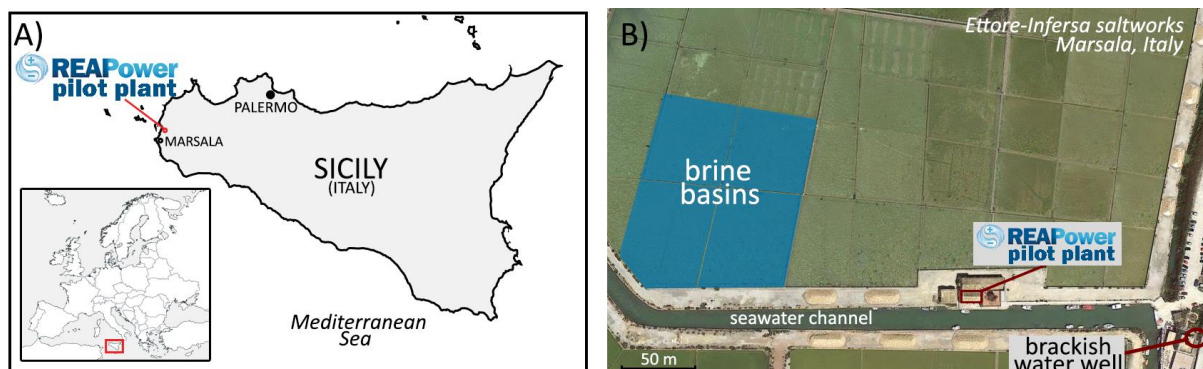 A)
REAPower
pilot plant
PALERMO
MARSALA
SICILY
(ITALY)
Mediterranean
Sea
B)
Ettore-Infersa saltworks
Marsala, Italy
brine
basins
REAPower
pilot plant
seawater channel
50 m
brackish
water well